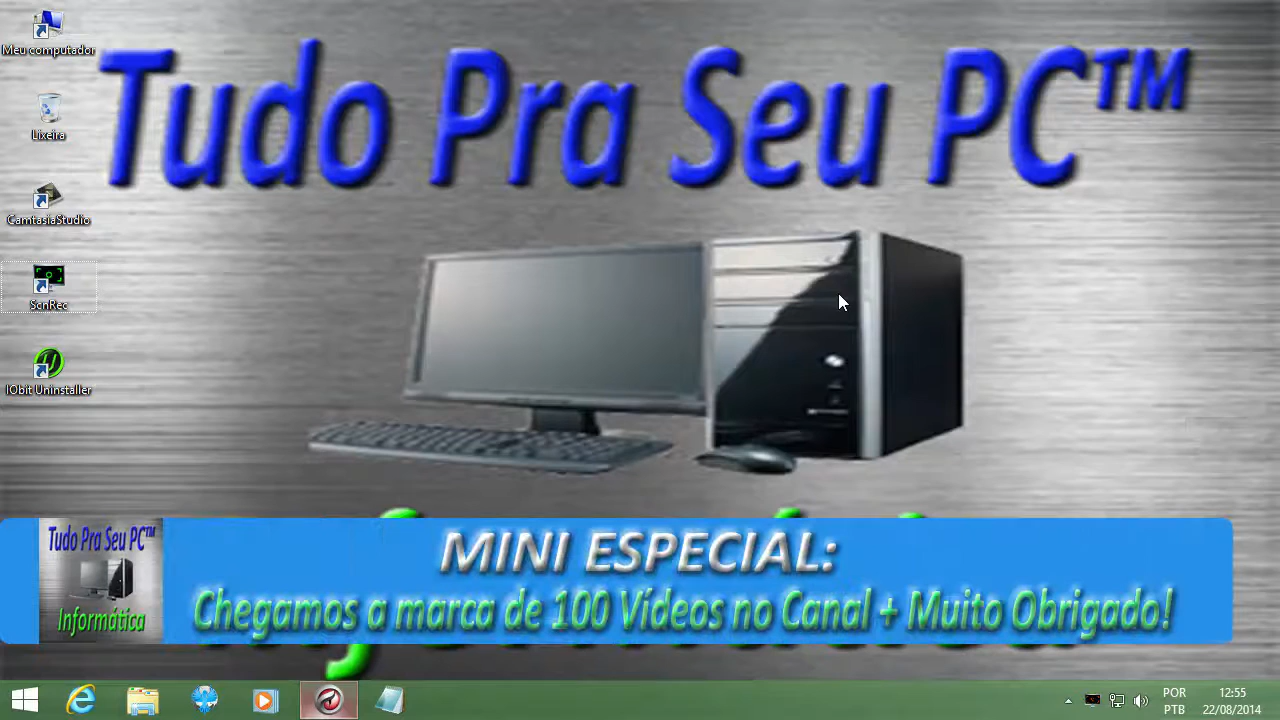 Meu computador
Tudo Pra Seu PC™
Lixeira
CamtasiaStudio
ScnRec
IObit Uninstaller
Tudo Pra Seu PC™
Informática
MINI ESPECIAL:
Chegamos a marca de 100 Vídeos no Canal + Muito Obrigado!
POR
PTB
12:55
22/08/2014